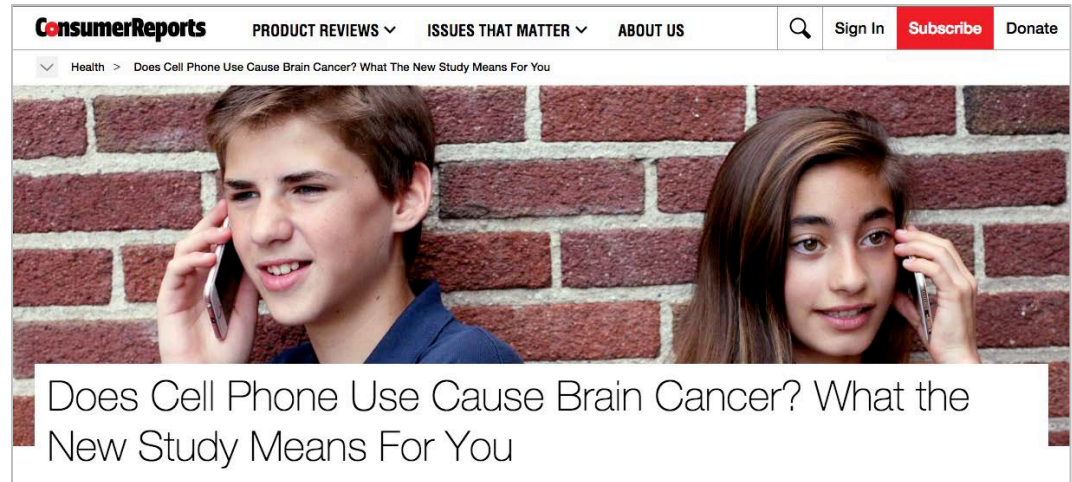 ConsumerReports PRODUCT REVIEWS ISSUES THAT MATTER ABOUT US Sign In Subscribe Donate
Health > Does Cell Phone Use Cause Brain Cancer? What The New Study Means For You
Does Cell Phone Use Cause Brain Cancer? What the
New Study Means For You